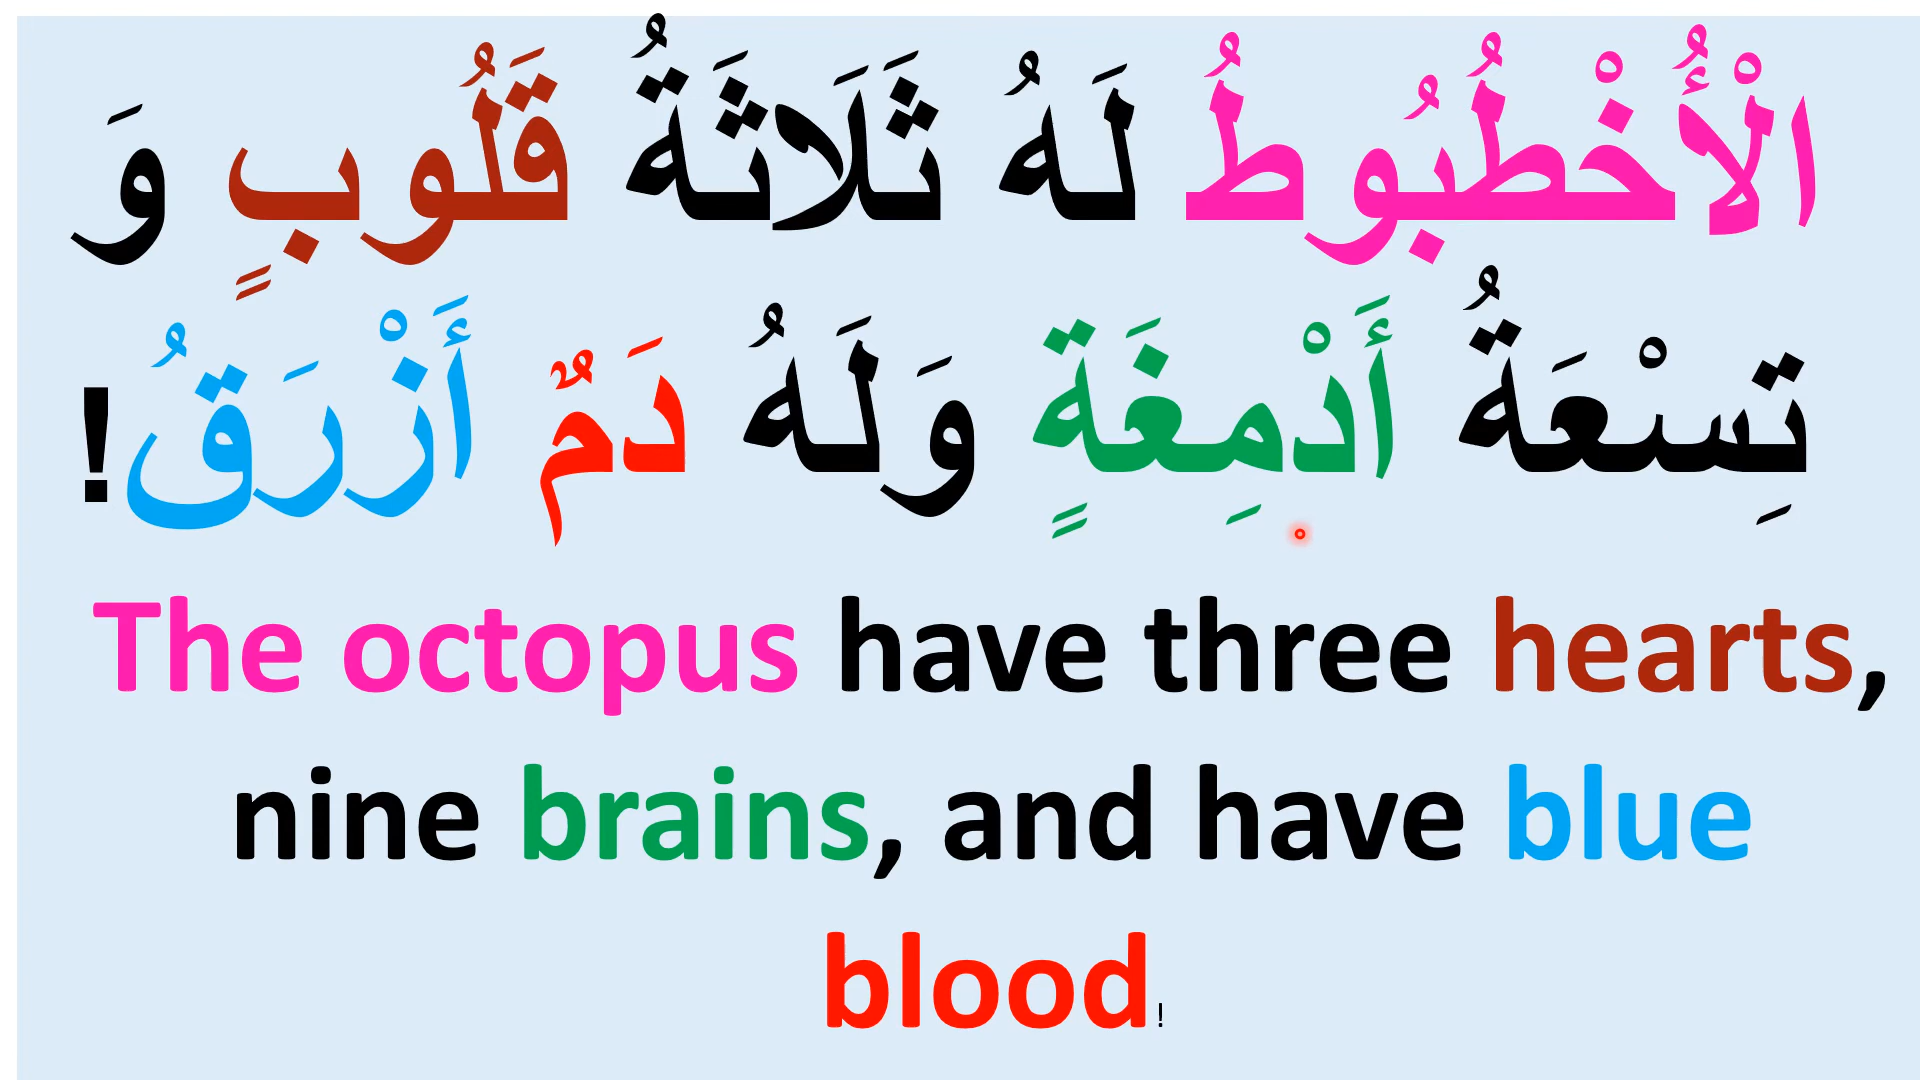 الْأُخْطُبُوطُ لَهُ ثَلَاثَةُ قَلُوبٍ وَ
تِسْعَةُ أَدْمِغَةٍ وَلَهُ دَمٌ أَزْرَقُ!
The octopus have three hearts,
nine brains, and have blue
blood!